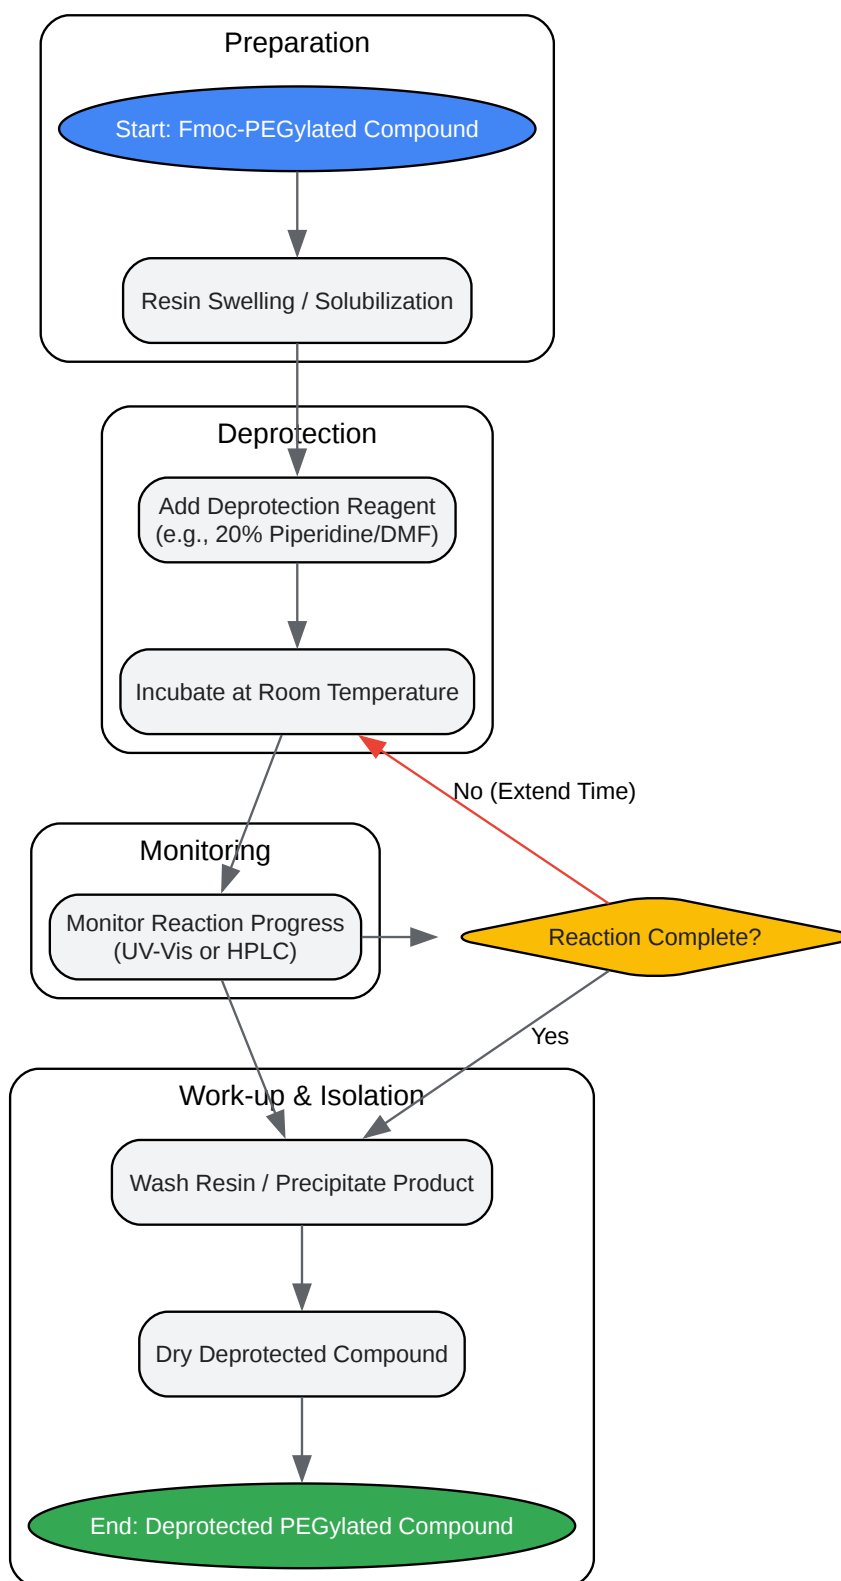 Preparation
Start: Fmoc-PEGylated Compound
Resin Swelling / Solubilization
Deprotection
Add Deprotection Reagent
(e.g., 20% Piperidine/DMF)
Incubate at Room Temperature
No (Extend Time)
Monitoring
Monitor Reaction Progress
(UV-Vis or HPLC)
Reaction Complete?
Yes
Work-up & Isolation
Wash Resin / Precipitate Product
Dry Deprotected Compound
End: Deprotected PEGylated Compound